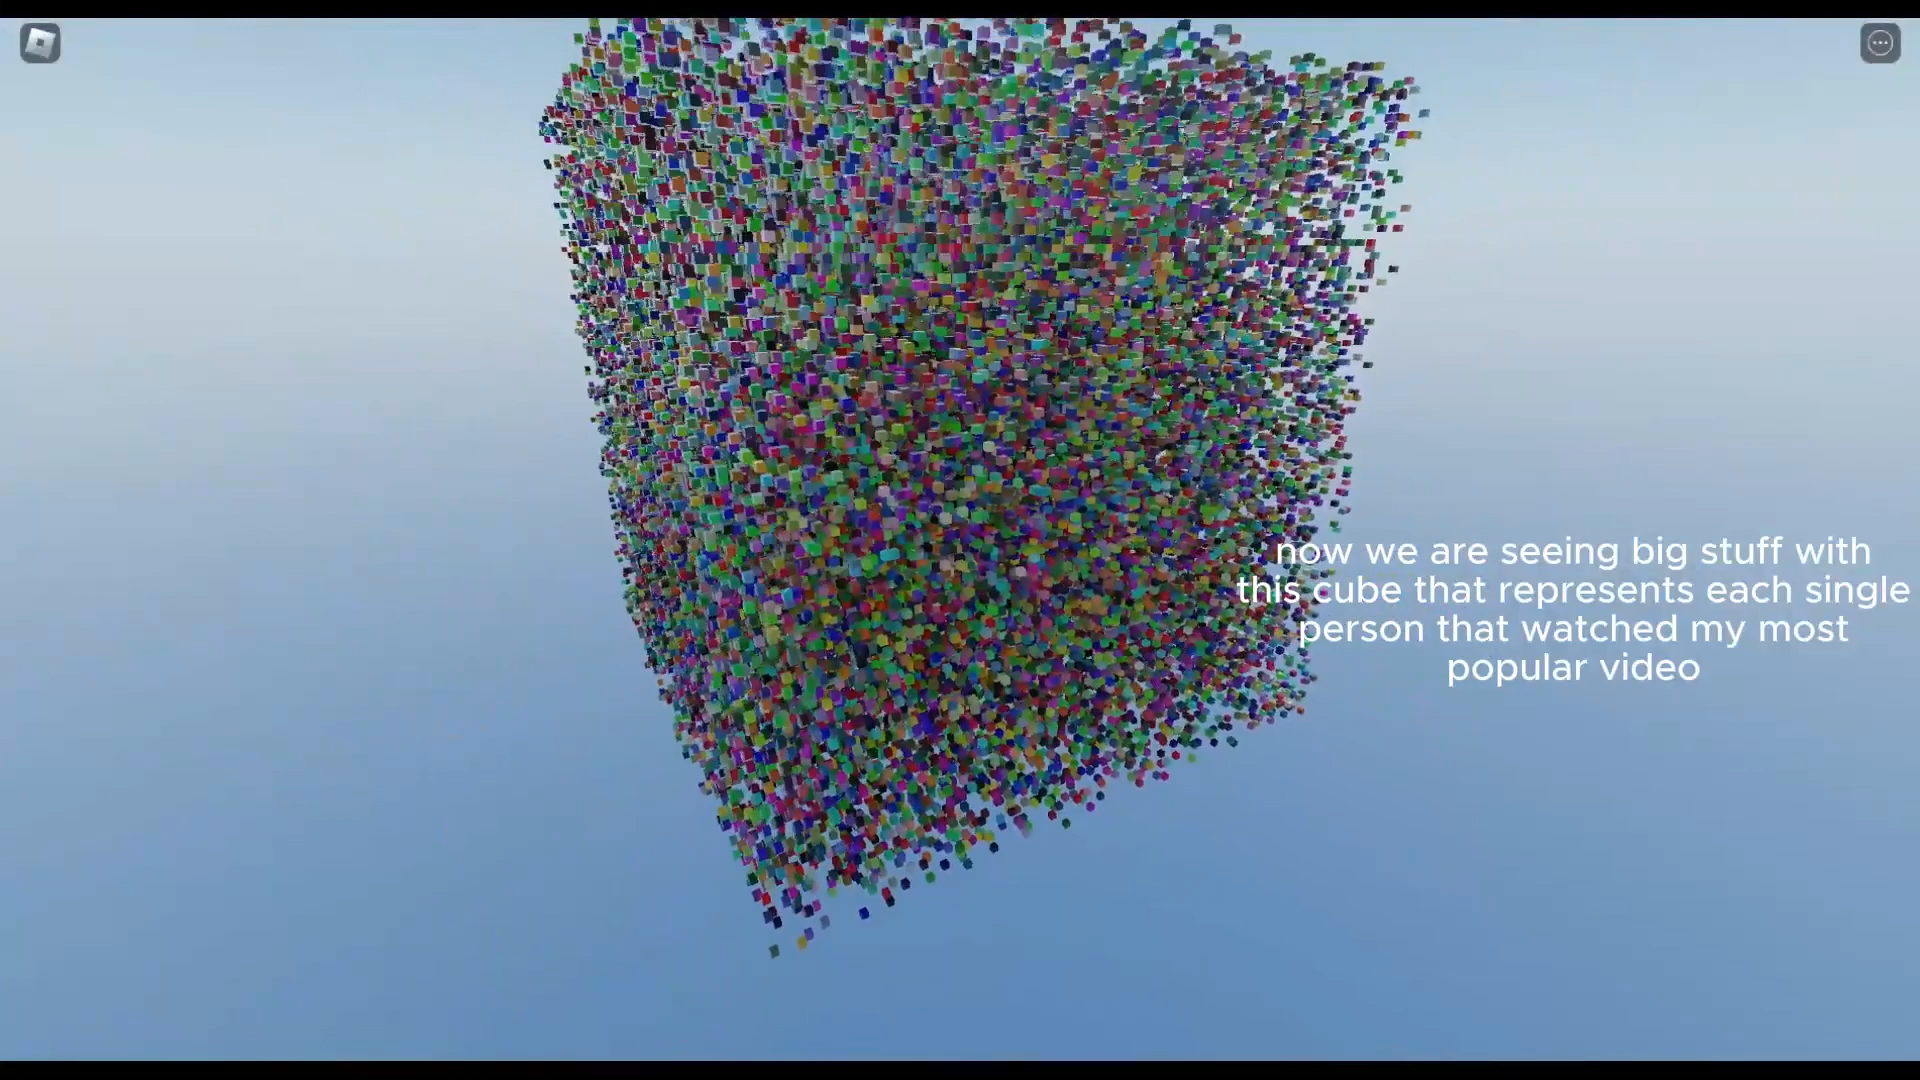 now we are seeing big stuff with
this cube that represents each single
person that watched my most
popular video